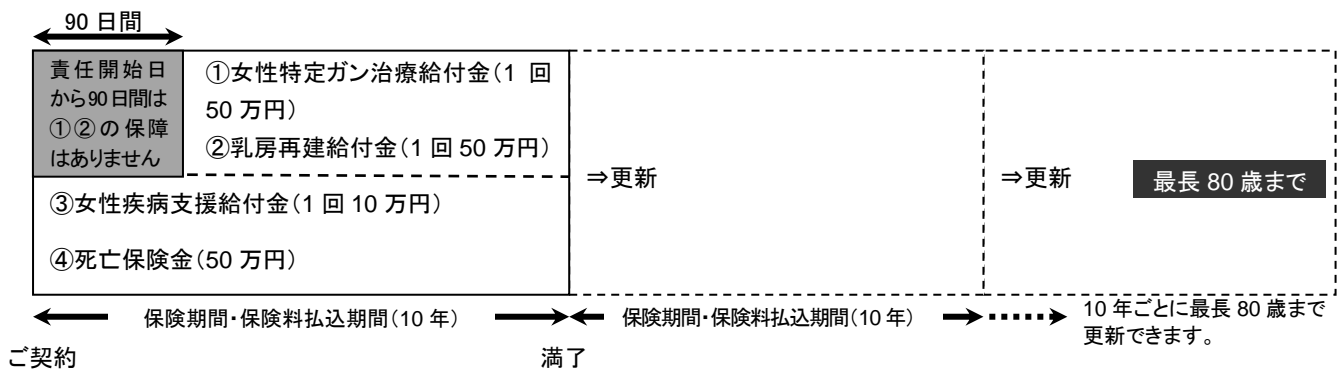 90 日間
責任開始日
から90日間は
①②の保障
はありません
①女性特定ガン治療給付金(1 回
50 万円)
②乳房再建給付金(1 回 50 万円)
③女性疾病支援給付金(1 回 10 万円)
④死亡保険金(50 万円)
⇒更新
⇒更新
最長 80 歳まで
保険期間・保険料払込期間(10 年)
保険期間・保険料払込期間(10 年)
10 年ごとに最長 80 歳まで
更新できます。
ご契約
満了